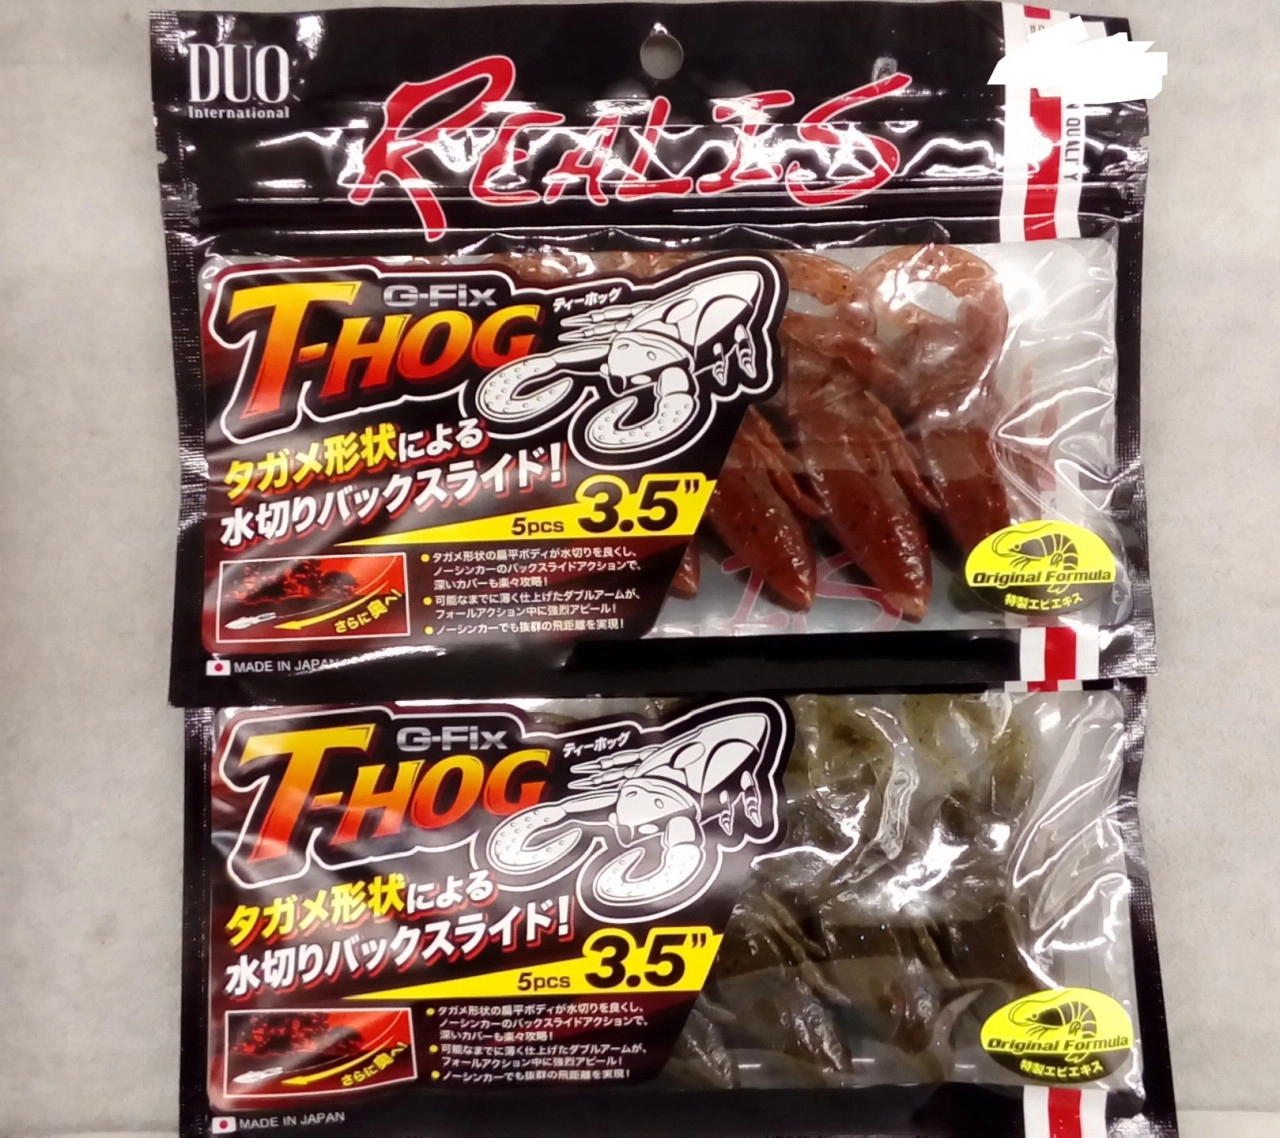 DUO
International
REALIS
QUALITY
G-Fix
T-HOG
ティーホッグ
タガメ形状による
水切りバックスライド!
5pcs 3.5”
●タガメ形状の扁平ボディが水切りを良くし、
ノーシンカーのバックスライドアクションで、
深いカバーも楽々攻略!
●可能なまでに薄く仕上げたダブルアームが、
フォールアクション中に強烈アピール!
●ノーシンカーでも抜群の飛距離を実現!
さらに奥へ!
IS
Original Formula
特製エビエキス
MADE IN JAPAN
G-Fix
T-HOG
ティーホッグ
タガメ形状による
水切りバックスライド!
5pcs 3.5”
●タガメ形状の扁平ボディが水切りを良くし、
ノーシンカーのバックスライドアクションで、
深いカバーも楽々攻略!
●可能なまでに薄く仕上げたダブルアームが、
フォールアクション中に強烈アピール!
●ノーシンカーでも抜群の飛距離を実現!
さらに奥へ!
Original Formula
特製エビエキス
MADE IN JAPAN